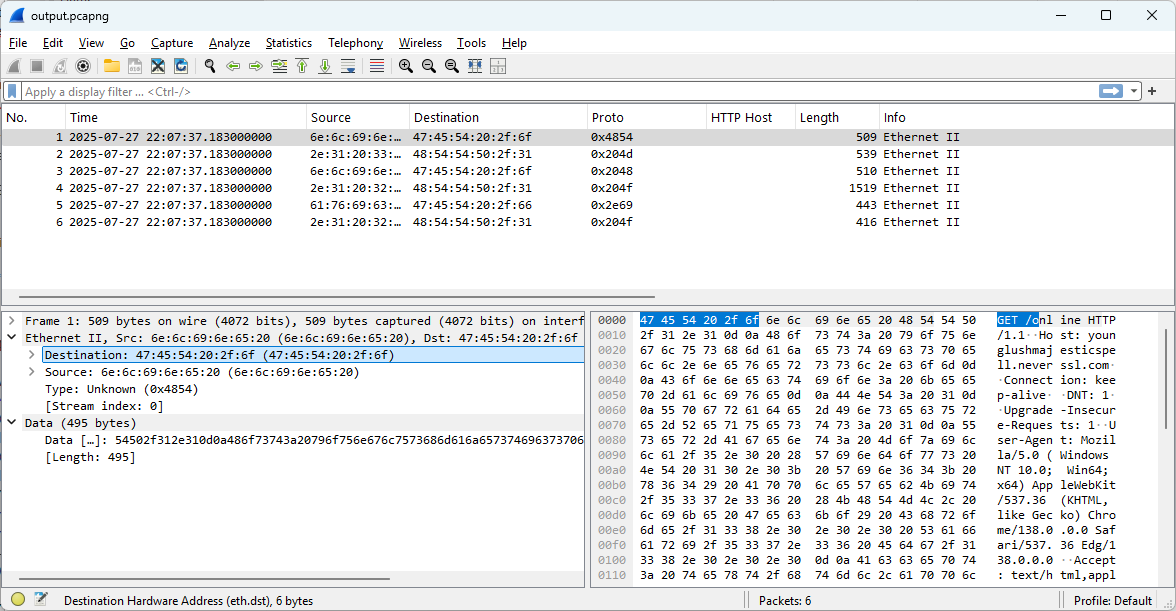 output.pcapng
File Edit View Go Capture Analyze Statistics Telephony Wireless Tools Help
Apply a display filter ... <Ctrl-/>
No. Time Source Destination Proto HTTP Host Length Info
1 2025-07-27 22:07:37.183000000 6e:6c:69:6e:… 47:45:54:20:2f:6f 0x4854 509 Ethernet II
2 2025-07-27 22:07:37.183000000 2e:31:20:33:… 48:54:54:50:2f:31 0x204d 539 Ethernet II
3 2025-07-27 22:07:37.183000000 6e:6c:69:6e:… 47:45:54:20:2f:6f 0x2048 510 Ethernet II
4 2025-07-27 22:07:37.183000000 2e:31:20:32:… 48:54:54:50:2f:31 0x204f 1519 Ethernet II
5 2025-07-27 22:07:37.183000000 61:76:69:63:… 47:45:54:20:2f:66 0x2e69 443 Ethernet II
6 2025-07-27 22:07:37.183000000 2e:31:20:32:… 48:54:54:50:2f:31 0x204f 416 Ethernet II
Frame 1: 509 bytes on wire (4072 bits), 509 bytes captured (4072 bits) on interf
Ethernet II, Src: 6e:6c:69:6e:65:20 (6e:6c:69:6e:65:20), Dst: 47:45:54:20:2f:6f
Destination: 47:45:54:20:2f:6f (47:45:54:20:2f:6f)
Source: 6e:6c:69:6e:65:20 (6e:6c:69:6e:65:20)
Type: Unknown (0x4854)
[Stream index: 0]
Data (495 bytes)
Data […]: 54502f312e310d0a486f73743a20796f756e676c7573686d616a657374696373706
[Length: 495]
0000 47 45 54 20 2f 6f 6e 6c 69 6e 65 20 48 54 54 50 GET /onl ine HTTP
0010 2f 31 2e 31 0d 0a 48 6f 73 74 3a 20 79 6f 75 6e /1.1··Ho st: youn
0020 67 6c 75 73 68 6d 61 6a 65 73 74 69 63 73 70 65 glushmaj esticspe
0030 6c 6c 2e 6e 65 76 65 72 73 73 6c 2e 63 6f 6d 0d ll.never ssl.com·
0040 0a 43 6f 6e 6e 65 63 74 69 6f 6e 3a 20 6b 65 65 ·Connect ion: kee
0050 70 2d 61 6c 69 76 65 0d 0a 44 4e 54 3a 20 31 0d p-alive· ·DNT: 1·
0060 0a 55 70 67 72 61 64 65 2d 49 6e 73 65 63 75 72 ·Upgrade -Insecur
0070 65 2d 52 65 71 75 65 73 74 73 3a 20 31 0d 0a 55 e-Reques ts: 1··U
0080 73 65 72 2d 41 67 65 6e 74 3a 20 4d 6f 7a 69 6c ser-Agen t: Mozil
0090 6c 61 2f 35 2e 30 20 28 57 69 6e 64 6f 77 73 20 la/5.0 ( Windows
00a0 4e 54 20 31 30 2e 30 3b 20 57 69 6e 36 34 3b 20 NT 10.0; Win64;
00b0 78 36 34 29 20 41 70 70 6c 65 57 65 62 4b 69 74 x64) App leWebKit
00c0 2f 35 33 37 2e 33 36 20 28 4b 48 54 4d 4c 2c 20 /537.36 (KHTML,
00d0 6c 69 6b 65 20 47 65 63 6b 6f 29 20 43 68 72 6f like Gec ko) Chro
00e0 6d 65 2f 31 33 38 2e 30 2e 30 2e 30 20 53 61 66 me/138.0 .0.0 Saf
00f0 61 72 69 2f 35 33 37 2e 33 36 20 45 64 67 2f 31 ari/537. 36 Edg/1
0100 33 38 2e 30 2e 30 2e 30 0d 0a 41 63 63 65 70 74 38.0.0.0 ··Accept
0110 3a 20 74 65 78 74 2f 68 74 6d 6c 2c 61 70 70 6c : text/h tml,appl
Destination Hardware Address (eth.dst), 6 bytes Packets: 6 Profile: Default